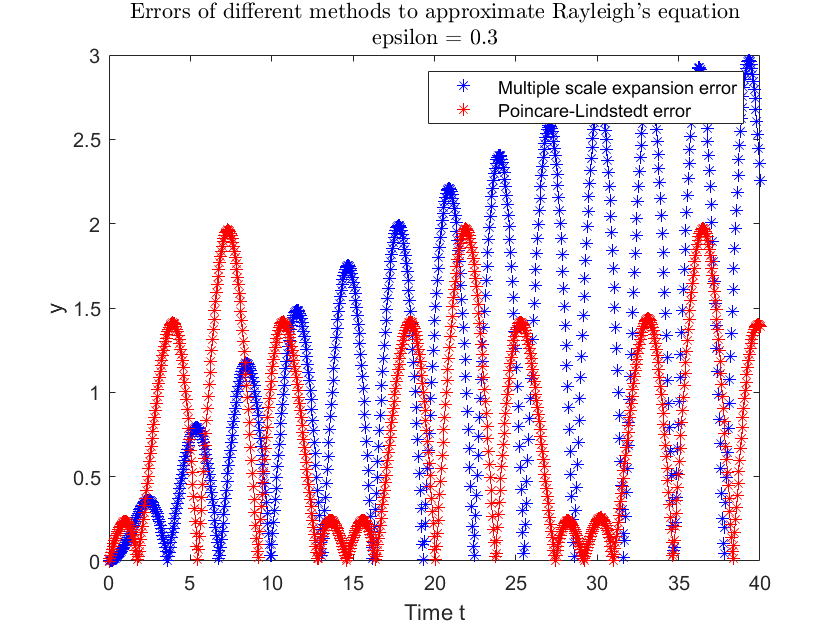 Errors of different methods to approximate Rayleigh's equation
epsilon = 0.3
Multiple scale expansion error
Poincare-Lindstedt error
3
2.5
2
1.5
1
0.5
0
y
0 5 10 15 20 25 30 35 40
Time t